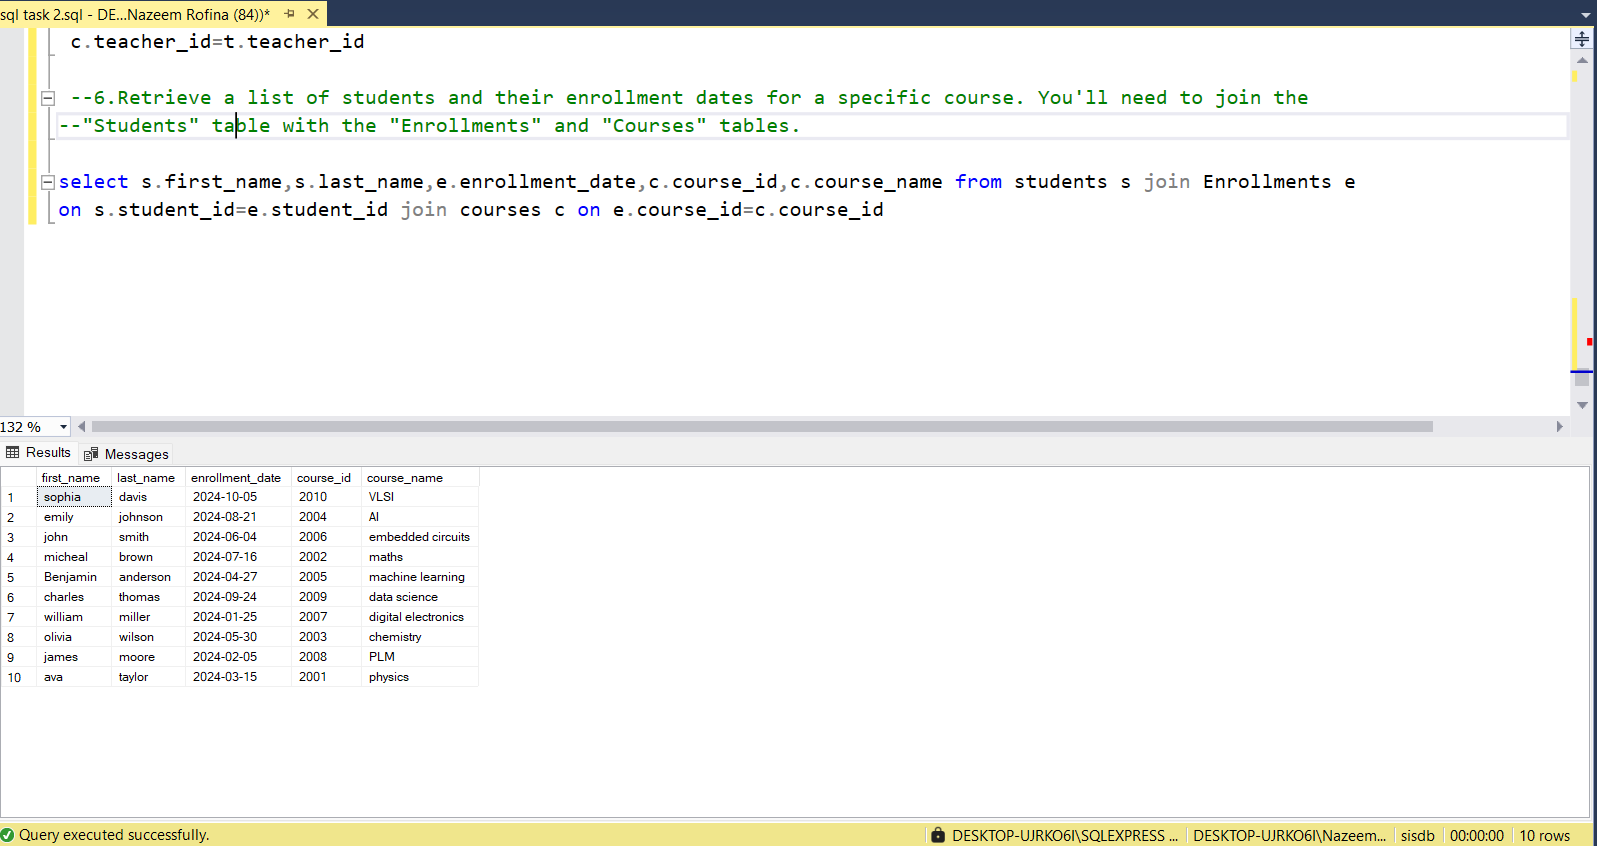 sql task 2.sql - DE...Nazeem Rofina (84))*
c.teacher_id=t.teacher_id
--6.Retrieve a list of students and their enrollment dates for a specific course. You'll need to join the
--"Students" table with the "Enrollments" and "Courses" tables.
select s.first_name,s.last_name,e.enrollment_date,c.course_id,c.course_name from students s join Enrollments e
on s.student_id=e.student_id join courses c on e.course_id=c.course_id
132 %
Results Messages
first_name last_name enrollment_date course_id course_name
1 sophia davis 2024-10-05 2010 VLSI
2 emily johnson 2024-08-21 2004 AI
3 john smith 2024-06-04 2006 embedded circuits
4 micheal brown 2024-07-16 2002 maths
5 Benjamin anderson 2024-04-27 2005 machine learning
6 charles thomas 2024-09-24 2009 data science
7 william miller 2024-01-25 2007 digital electronics
8 olivia wilson 2024-05-30 2003 chemistry
9 james moore 2024-02-05 2008 PLM
10 ava taylor 2024-03-15 2001 physics
Query executed successfully. DESKTOP-UJRKO6I\SQLEXPRESS ... DESKTOP-UJRKO6I\Nazeem... sisdb 00:00:00 10 rows